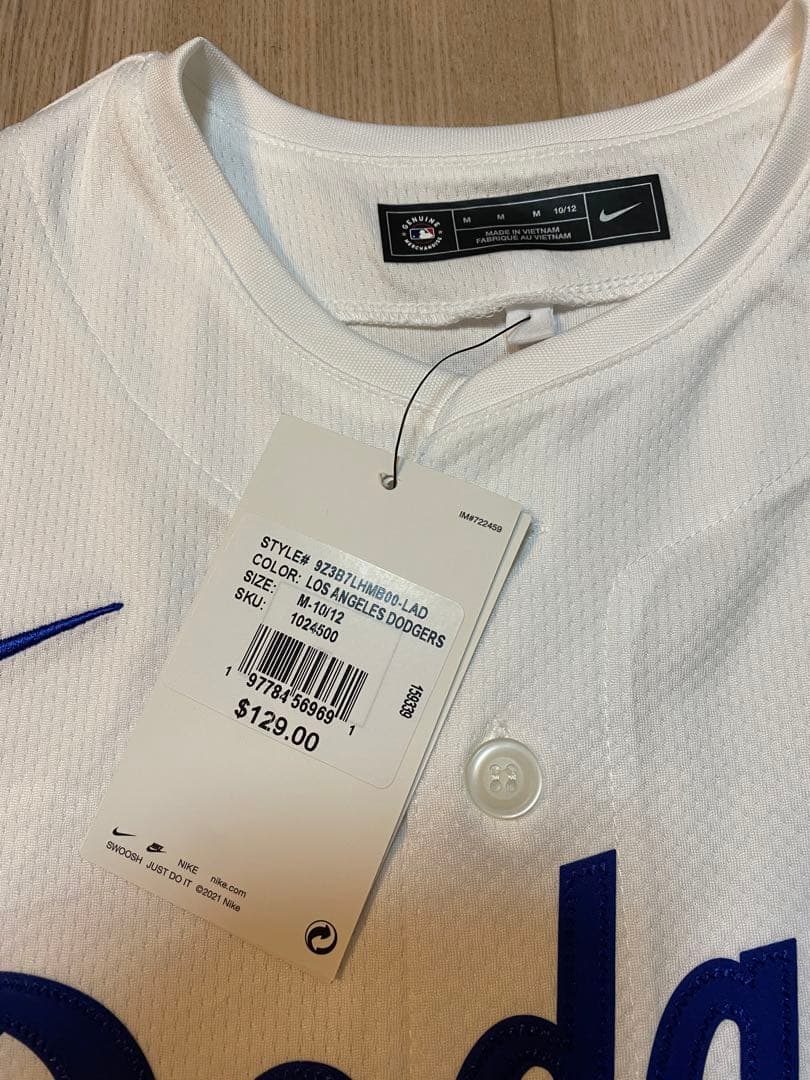 GENUINE
MERCHANDISE
M M M 10/12
MADE IN VIETNAM
FABRIQUE AU VIETNAM
IM#722459
STYLE# 9Z3B7LHMB00-LAD
COLOR: LOS ANGELES DODGERS
SIZE: M-10/12
SKU: 1024500
1 97784 56969 1
159339
$129.00
SWOOSH JUST DO IT NIKE nike.com
©2021 Nike
Dodg